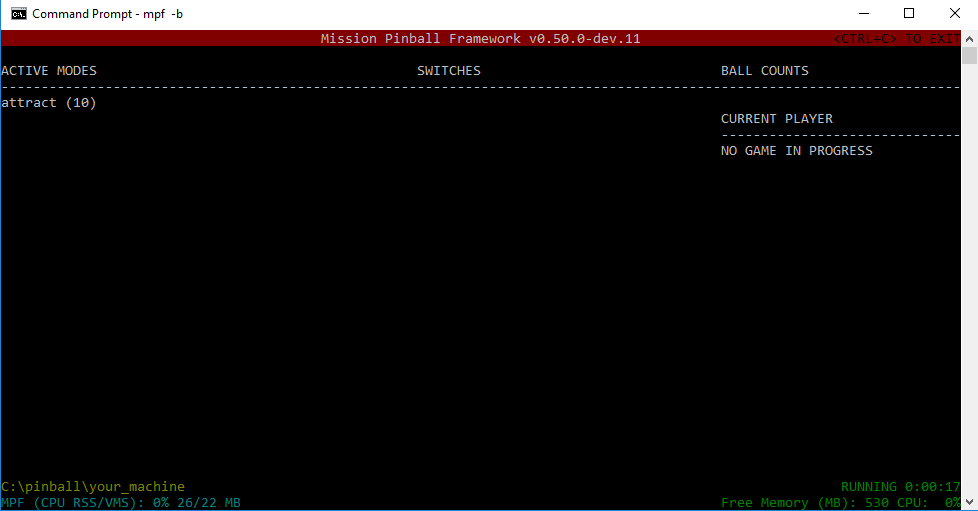 Command Prompt - mpf -b
Mission Pinball Framework v0.50.0-dev.11 <CTRL+C> TO EXIT
ACTIVE MODES SWITCHES BALL COUNTS
attract (10)
CURRENT PLAYER
NO GAME IN PROGRESS
C:\pinball\your_machine RUNNING 0:00:17
MPF (CPU RSS/VMS): 0% 26/22 MB Free Memory (MB): 530 CPU: 0%